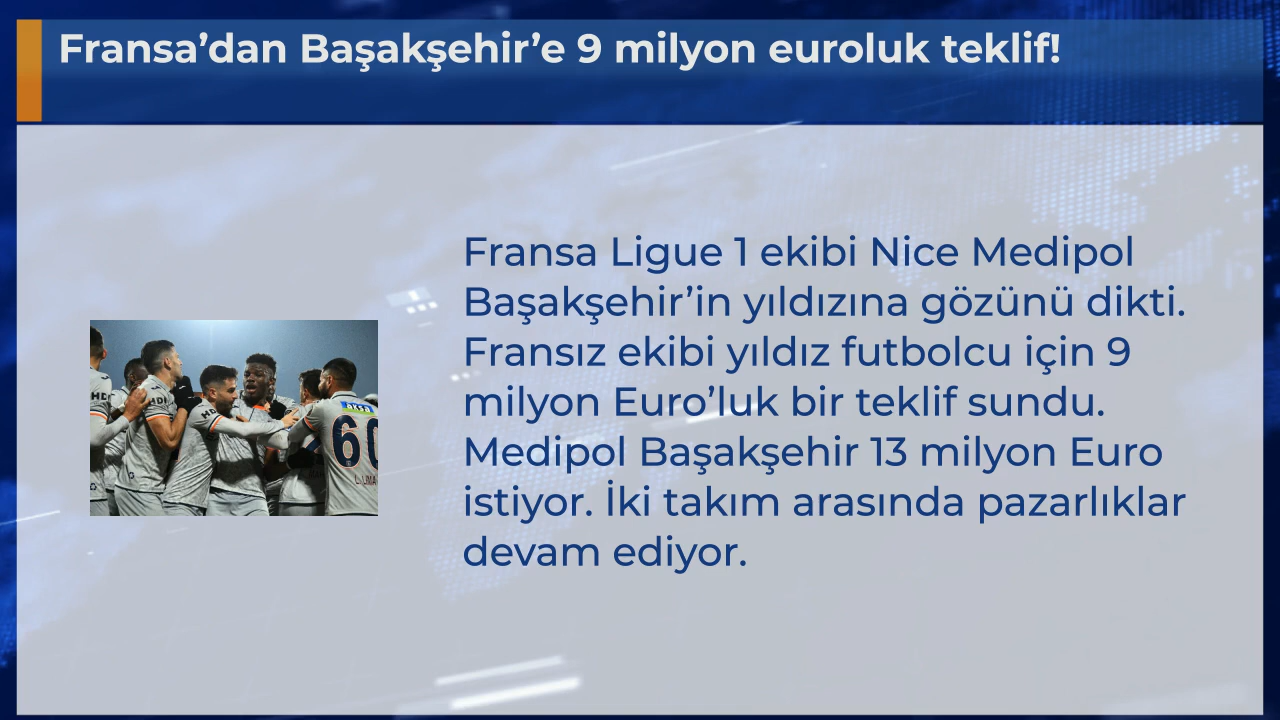 Fransa’dan Başakşehir’e 9 milyon euroluk teklif!
Fransa Ligue 1 ekibi Nice Medipol
Başakşehir’in yıldızına gözünü dikti.
Fransız ekibi yıldız futbolcu için 9
milyon Euro’luk bir teklif sundu.
Medipol Başakşehir 13 milyon Euro
istiyor. İki takım arasında pazarlıklar
devam ediyor.
HDI
60